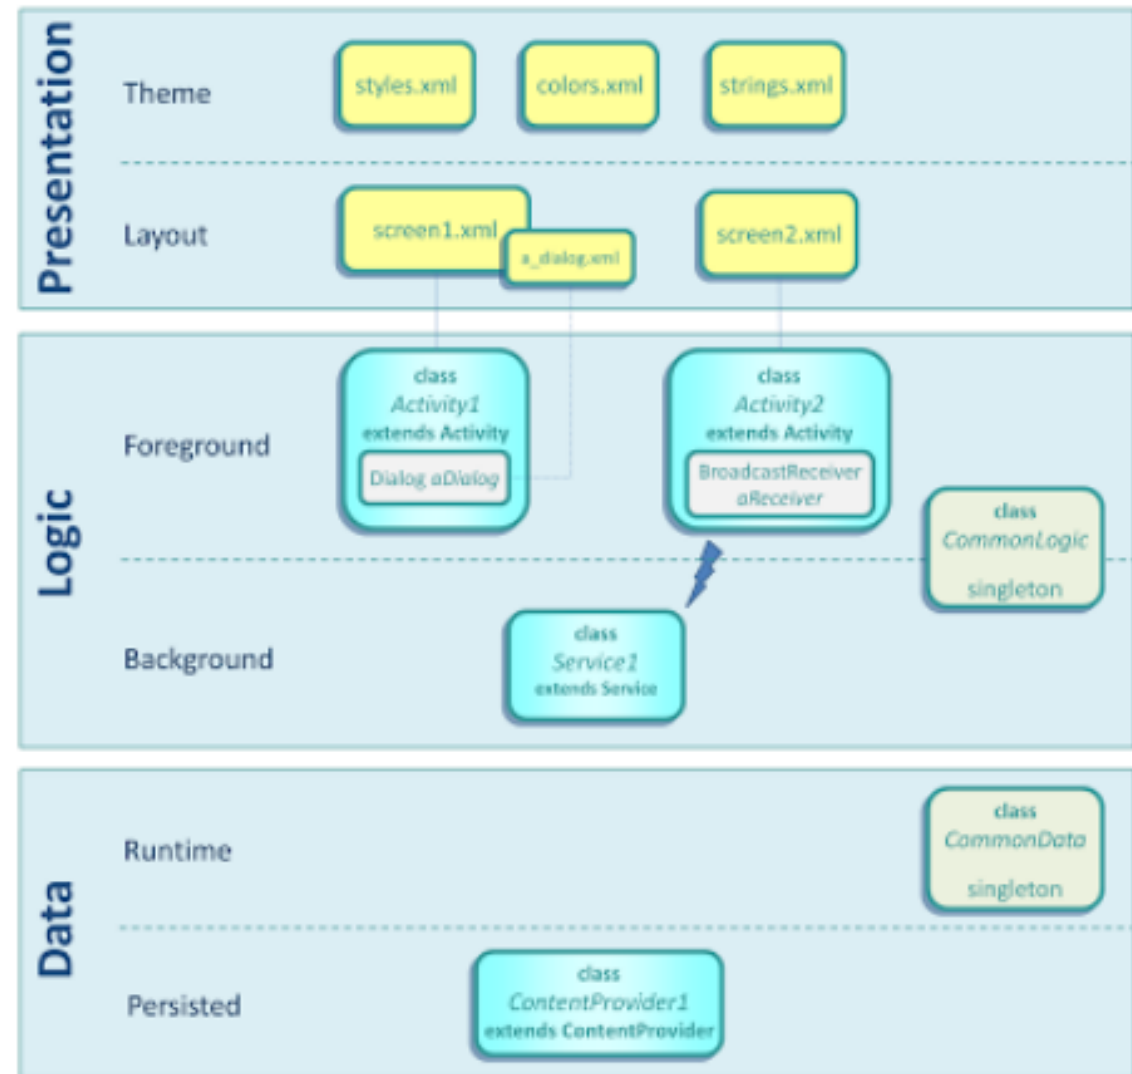 Presentation
Theme
styles.xml
colors.xml
strings.xml
Layout
screen1.xml
a_dialog.xml
screen2.xml
Logic
Foreground
class
Activity1
extends Activity
Dialog aDialog
class
Activity2
extends Activity
BroadcastReceiver
aReceiver
class
CommonLogic
singleton
Background
class
Service1
extends Service
Data
Runtime
class
CommonData
singleton
Persisted
class
ContentProvider1
extends ContentProvider